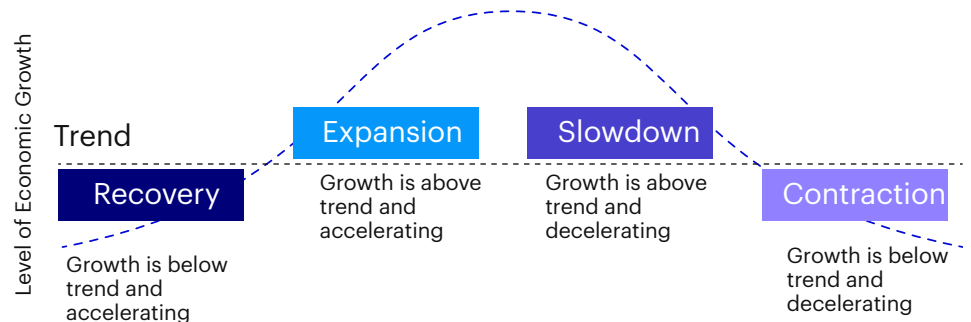 Level of Economic Growth
Trend
Recovery
Growth is below
trend and
accelerating
Expansion
Growth is above
trend and
accelerating
Slowdown
Growth is above
trend and
decelerating
Contraction
Growth is below
trend and
decelerating